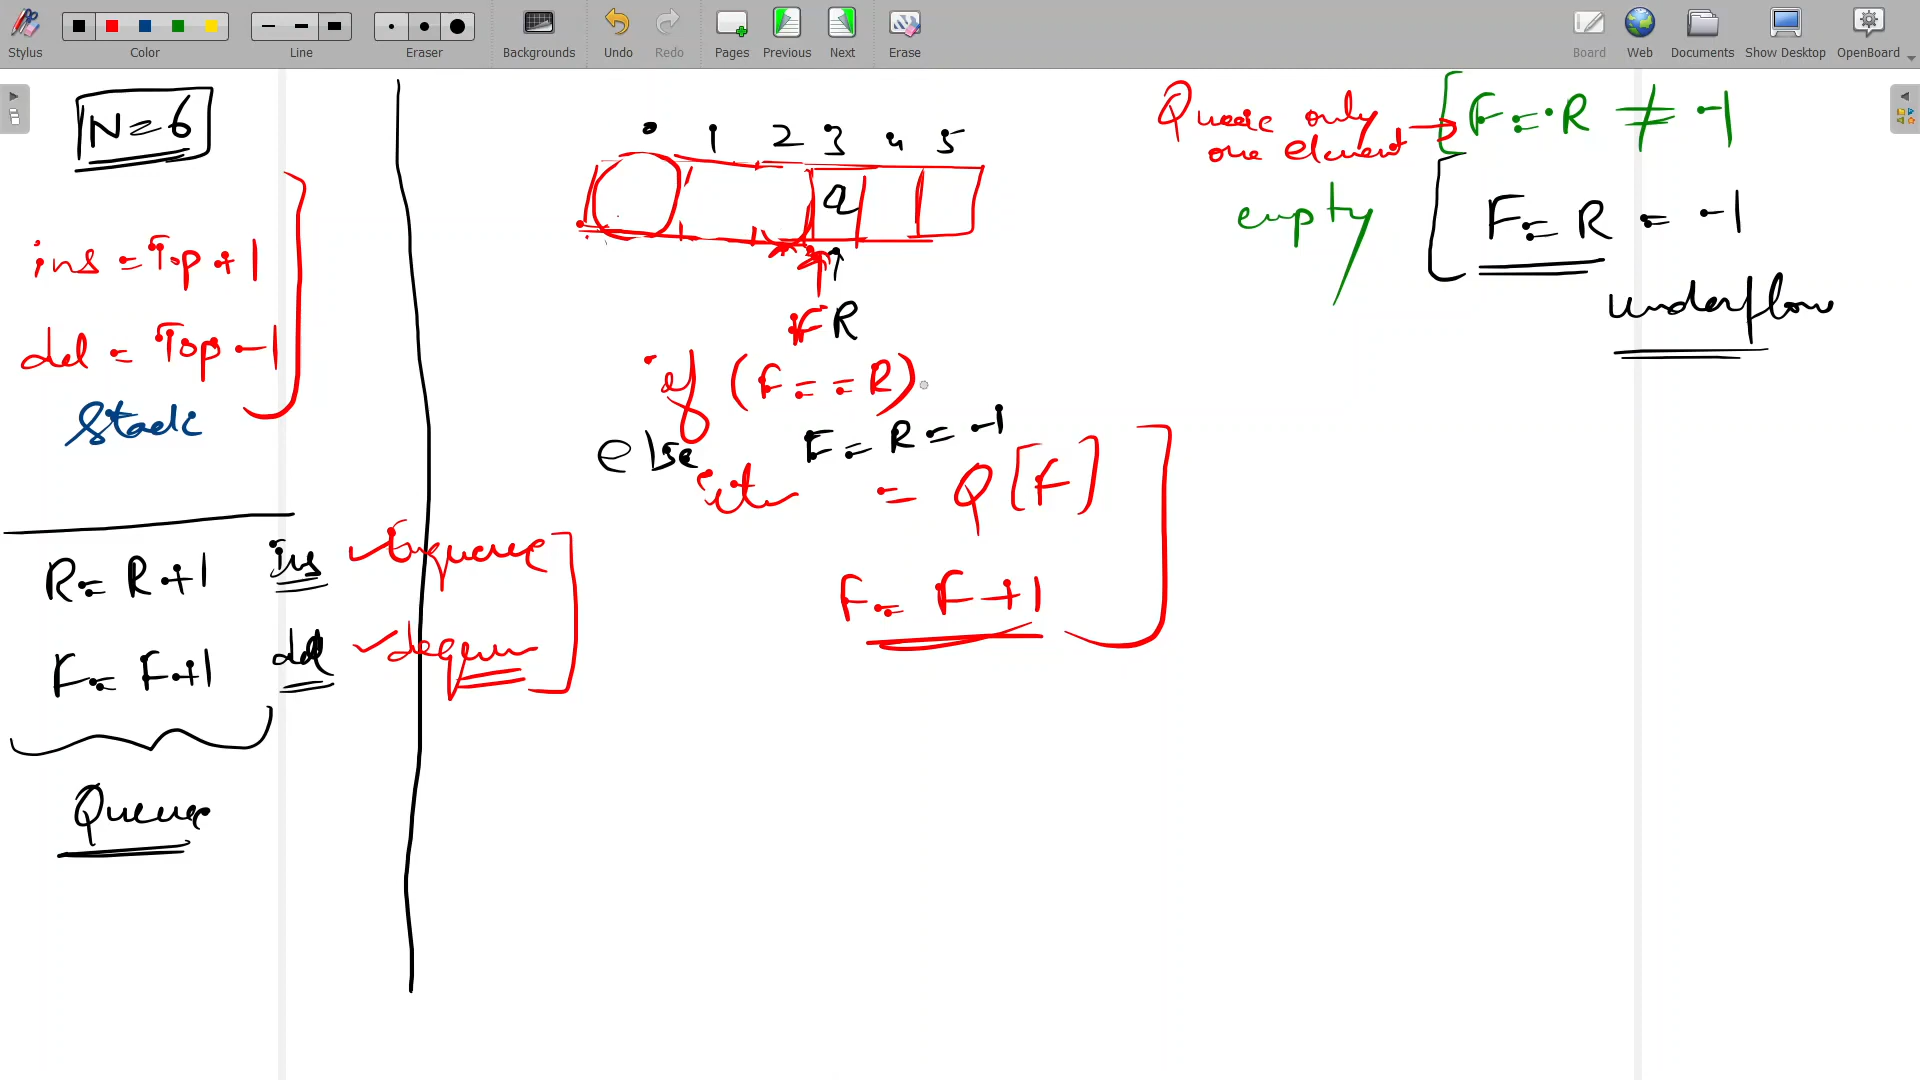 Stylus
Color
Line
Eraser
Backgrounds
Undo
Redo
Pages
Previous
Next
Erase
Board
Web
Documents
Show Desktop
OpenBoard
N = 6
ins = Top + 1
del = Top - 1
Stack
R = R + 1 ins Enqueue
F = F + 1 del dequeue
Queue
0 1 2 3 4 5
a
F R
if (F == R)
F = R = -1
else
item = Q[F]
F = F + 1
Queue only one element → F = R ≠ -1
empty
F = R = -1
underflow